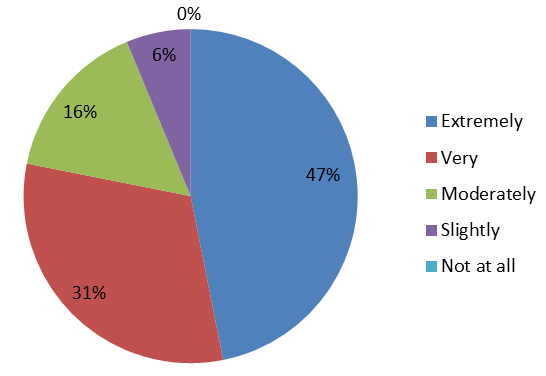 0%
6%
16%
47%
31%
Extremely
Very
Moderately
Slightly
Not at all